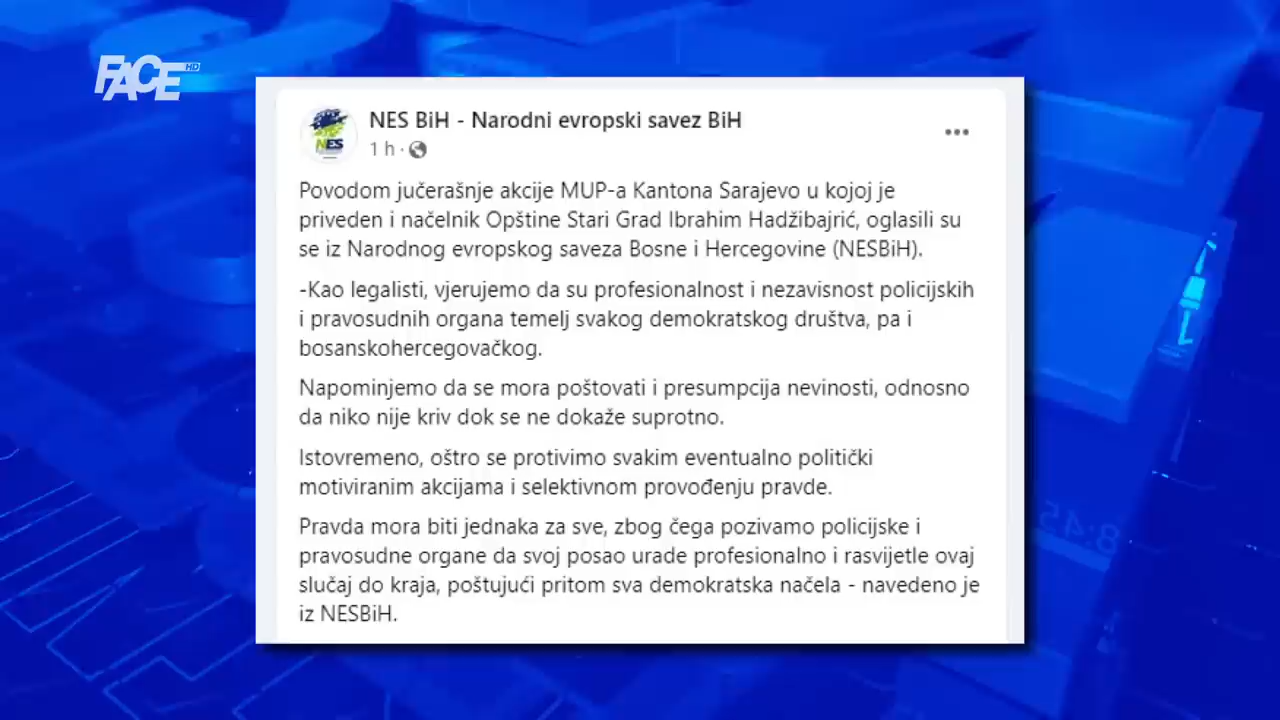 FACE HD
NES BiH - Narodni evropski savez BiH
1 h ·
NES
Povodom jučerašnje akcije MUP-a Kantona Sarajevo u kojoj je
priveden i načelnik Opštine Stari Grad Ibrahim Hadžibajrić, oglasili su
se iz Narodnog evropskog saveza Bosne i Hercegovine (NESBiH).
-Kao legalisti, vjerujemo da su profesionalnost i nezavisnost policijskih
i pravosudnih organa temelj svakog demokratskog društva, pa i
bosanskohercegovačkog.
Napominjemo da se mora poštovati i presumpcija nevinosti, odnosno
da niko nije kriv dok se ne dokaže suprotno.
Istovremeno, oštro se protivimo svakim eventualno politički
motiviranim akcijama i selektivnom provođenju pravde.
Pravda mora biti jednaka za sve, zbog čega pozivamo policijske i
pravosudne organe da svoj posao urade profesionalno i rasvijetle ovaj
slučaj do kraja, poštujući pritom sva demokratska načela - navedeno je
iz NESBiH.
8:45